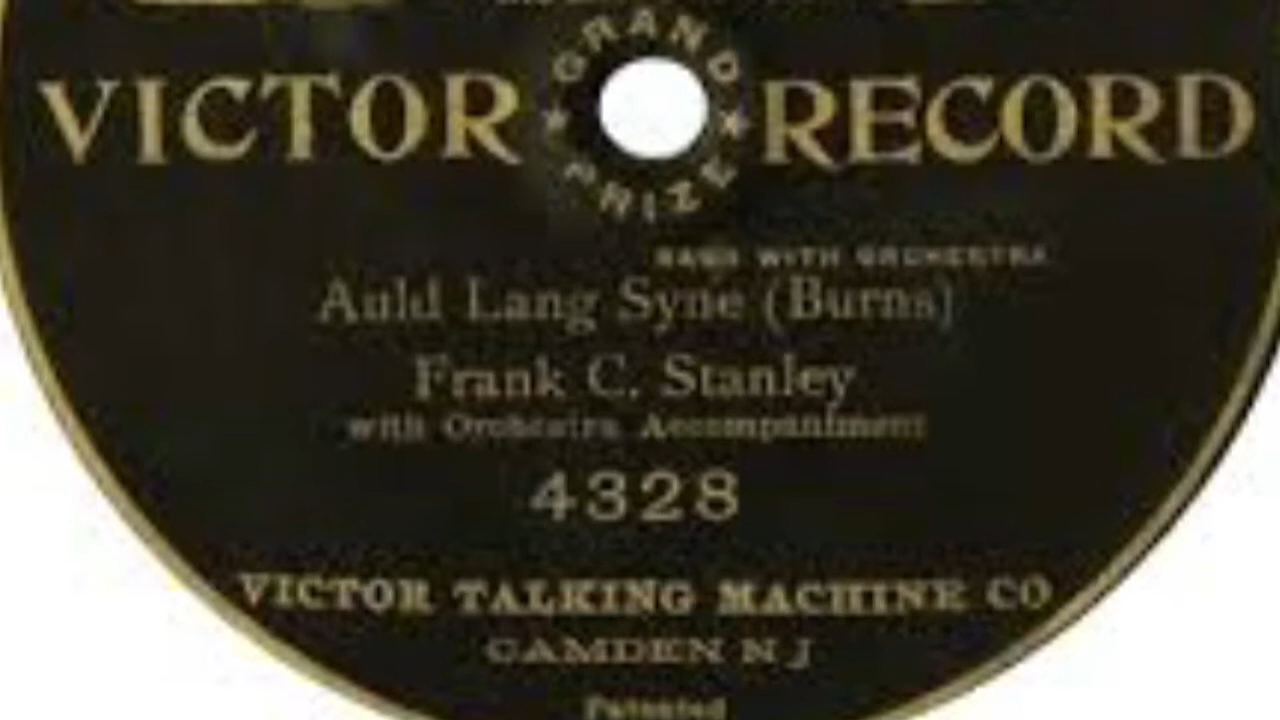 VICTOR GRAND PRIZE RECORD
SONG WITH ORCHESTRA
Auld Lang Syne (Burns)
Frank C. Stanley
with Orchestra Accompaniment
4328
VICTOR TALKING MACHINE CO
CAMDEN N J
Patented